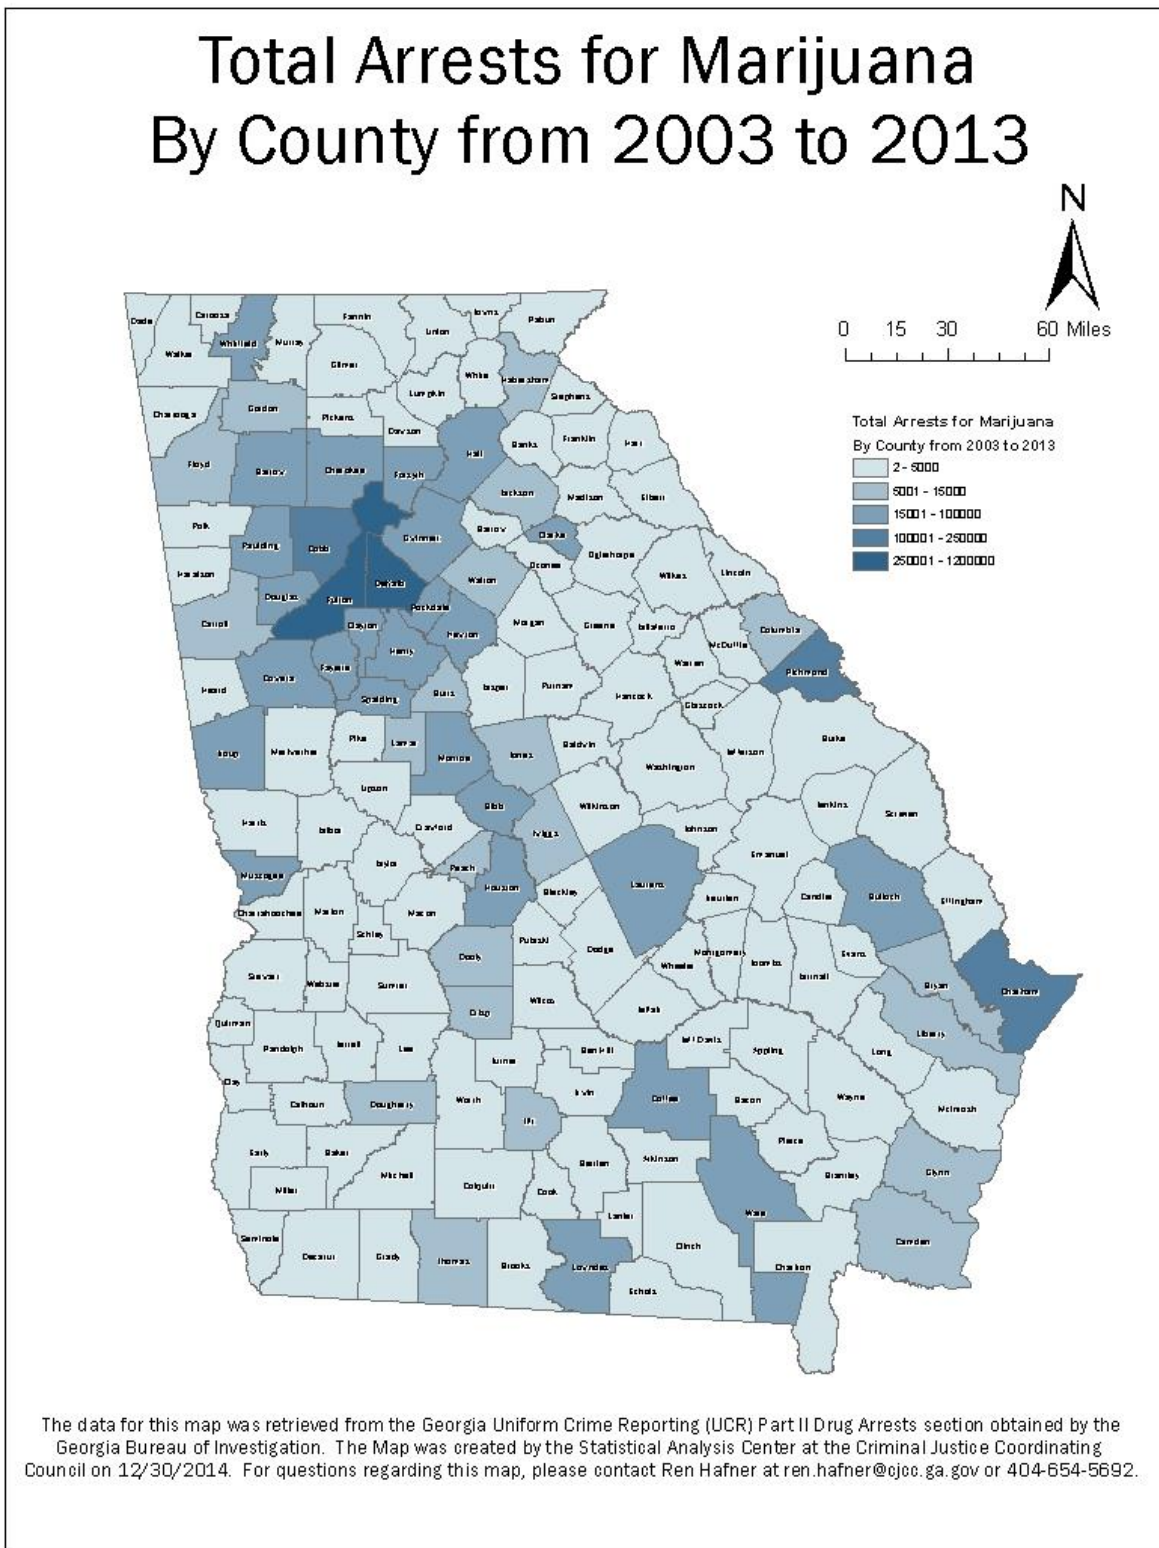 Total Arrests for Marijuana
By County from 2003 to 2013
N
0 15 30 60 Miles
Total Arrests for Marijuana
By County from 2003 to 2013
2 - 5000
5001 - 15000
15001 - 100000
100001 - 250000
250001 - 1200000
Dade
Catoosa
Whitfield
Murray
Fannin
Union
Towns
Rabun
Walker
Gilmer
White
Habersham
Stephens
Chattooga
Gordon
Pickens
Lumpkin
Dawson
Floyd
Cherokee
Forsyth
Hall
Banks
Franklin
Hart
Jackson
Madison
Elbert
Polk
Paulding
Cobb
Gwinnett
Barrow
Clarke
Oconee
Oglethorpe
Wilkes
Lincoln
Haralson
Douglas
Fulton
Dekalb
Rockdale
Walton
Carroll
Clayton
Henry
Newton
Morgan
Greene
Taliaferro
McDuffie
Columbia
Richmond
Heard
Coweta
Fayette
Spalding
Butts
Jasper
Putnam
Hancock
Warren
Glascock
Troup
Meriwether
Pike
Lamar
Monroe
Jones
Baldwin
Washington
Jefferson
Burke
Upson
Bibb
Twiggs
Wilkinson
Johnson
Jenkins
Screven
Harris
Talbot
Crawford
Taylor
Peach
Houston
Bleckley
Laurens
Emanuel
Muscogee
Treutlen
Candler
Bulloch
Effingham
Chattahoochee
Marion
Macon
Schley
Dooly
Pulaski
Dodge
Wheeler
Montgomery
Toombs
Tattnall
Evans
Bryan
Chatham
Stewart
Webster
Sumter
Crisp
Wilcox
Telfair
Liberty
Quitman
Randolph
Terrell
Lee
Turner
Ben Hill
Jeff Davis
Appling
Long
Clay
Calhoun
Dougherty
Worth
Tift
Irwin
Coffee
Bacon
Wayne
McIntosh
Early
Baker
Mitchell
Pierce
Miller
Colquitt
Cook
Berrien
Atkinson
Ware
Brantley
Glynn
Seminole
Decatur
Grady
Thomas
Brooks
Lowndes
Lanier
Clinch
Echols
Charlton
Camden
The data for this map was retrieved from the Georgia Uniform Crime Reporting (UCR) Part II Drug Arrests section obtained by the
Georgia Bureau of Investigation.  The Map was created by the Statistical Analysis Center at the Criminal Justice Coordinating
Council on 12/30/2014.  For questions regarding this map, please contact Ren Hafner at ren.hafner@cjcc.ga.gov or 404-654-5692.